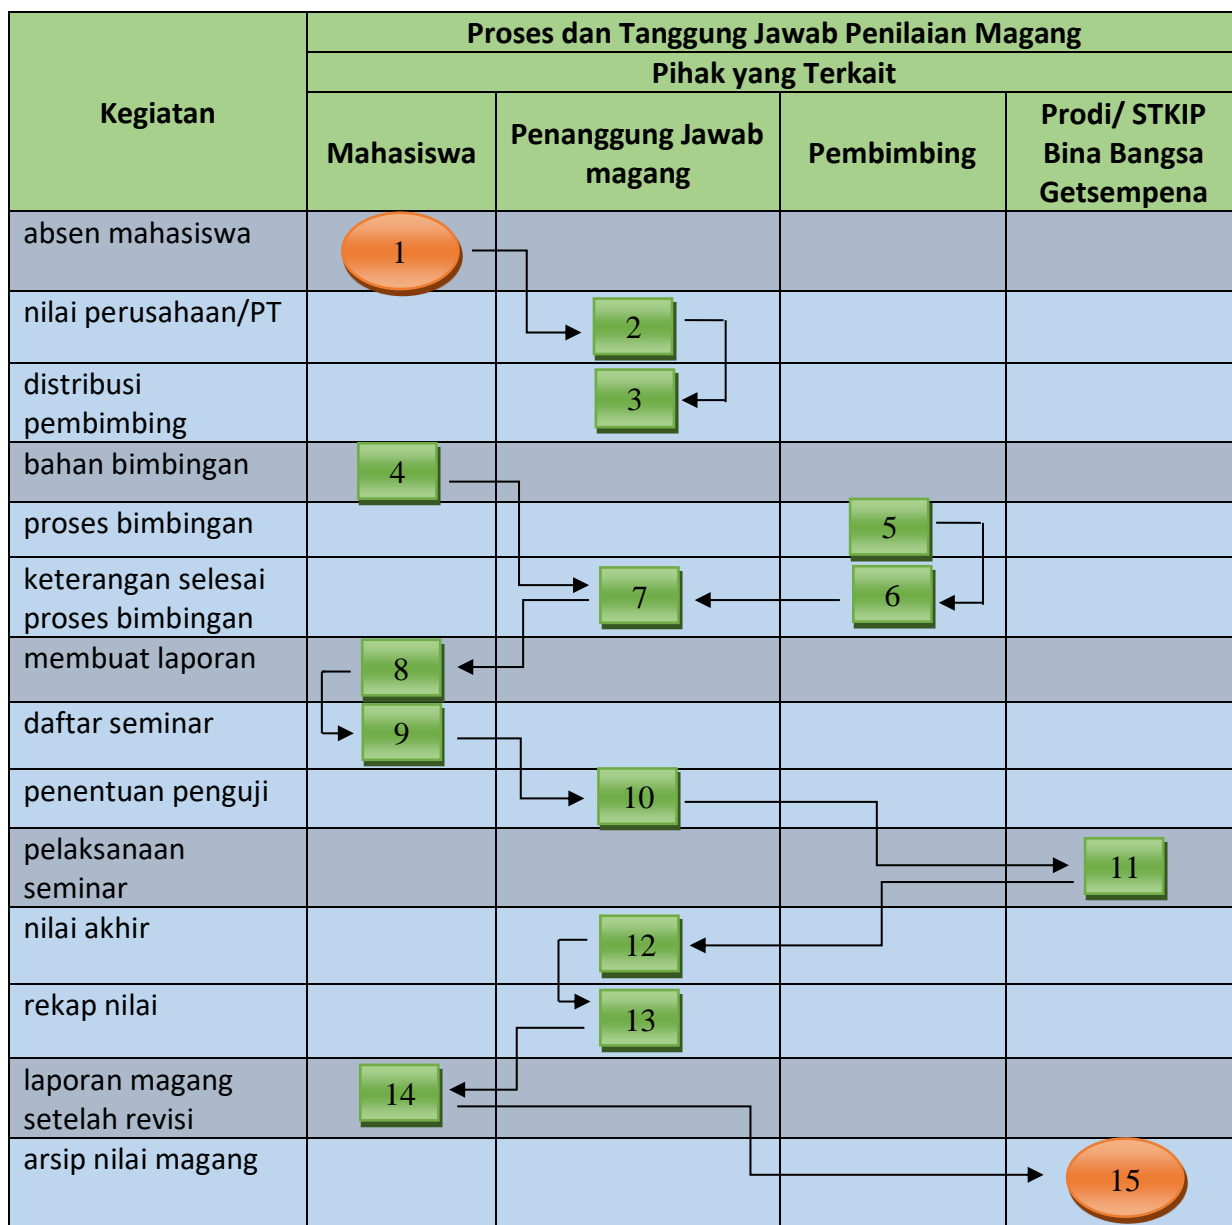 Proses dan Tanggung Jawab Penilaian Magang
Pihak yang Terkait
Kegiatan
Mahasiswa
Penanggung Jawab
magang
Pembimbing
Prodi/ STKIP
Bina Bangsa
Getsempena
absen mahasiswa
1
nilai perusahaan/PT
2
distribusi
pembimbing
3
bahan bimbingan
4
proses bimbingan
5
keterangan selesai
proses bimbingan
7
6
membuat laporan
8
daftar seminar
9
penentuan penguji
10
pelaksanaan
seminar
11
nilai akhir
12
rekap nilai
13
laporan magang
setelah revisi
14
arsip nilai magang
15